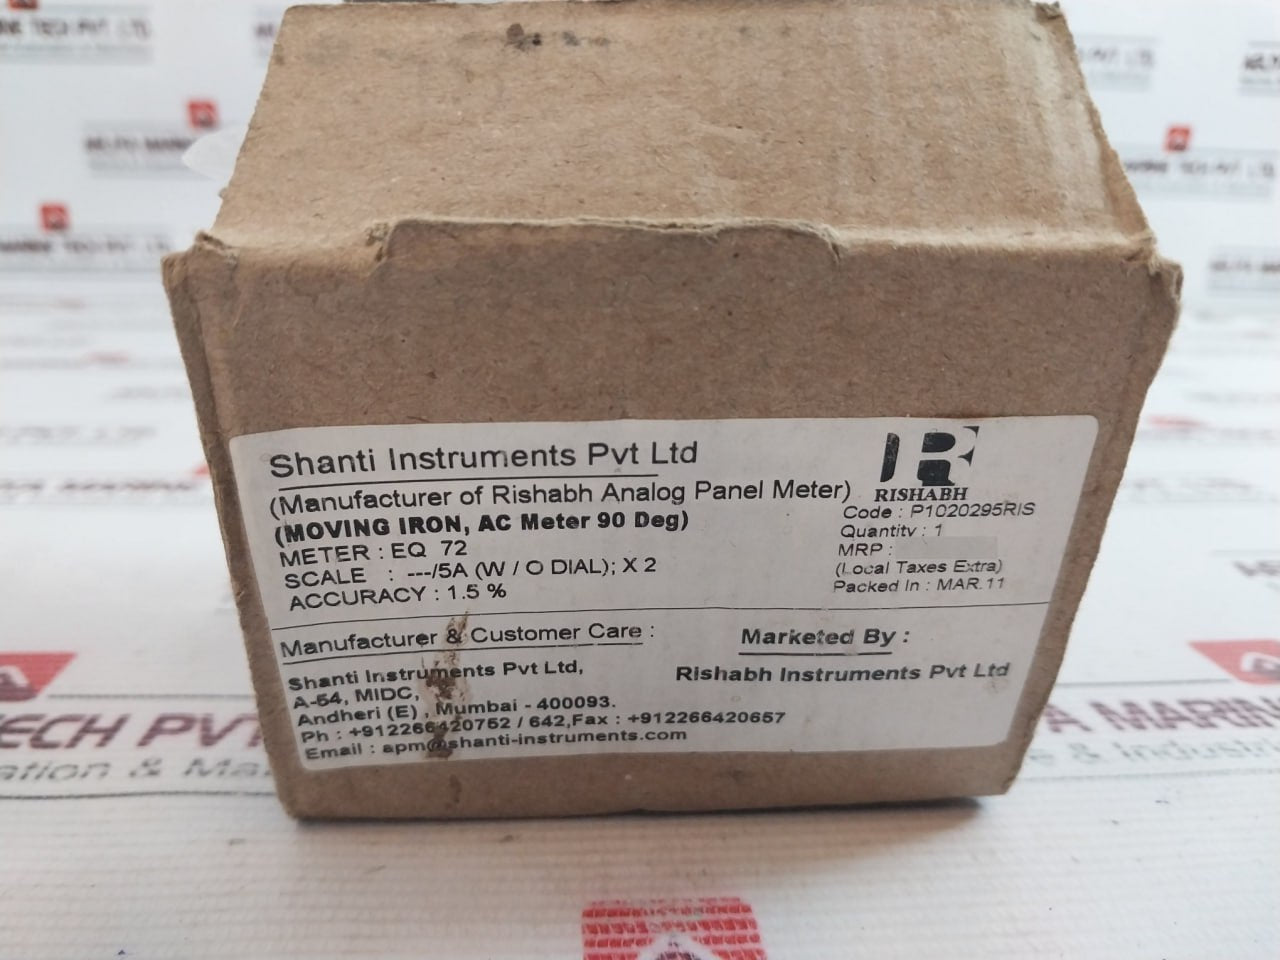 Shanti Instruments Pvt Ltd
(Manufacturer of Rishabh Analog Panel Meter)
(MOVING IRON, AC Meter 90 Deg)
METER : EQ 72
SCALE : ---/5A (W / O DIAL); X 2
ACCURACY : 1.5 %
RISHABH
Code : P1020295RIS
Quantity : 1
MRP :
(Local Taxes Extra)
Packed In : MAR.11
Manufacturer & Customer Care :
Shanti Instruments Pvt Ltd,
A-54, MIDC,
Andheri (E) , Mumbai - 400093.
Ph : +912266420752 / 642,Fax : +912266420657
Email : apm@shanti-instruments.com
Marketed By :
Rishabh Instruments Pvt Ltd
TECH PVT
MARIN